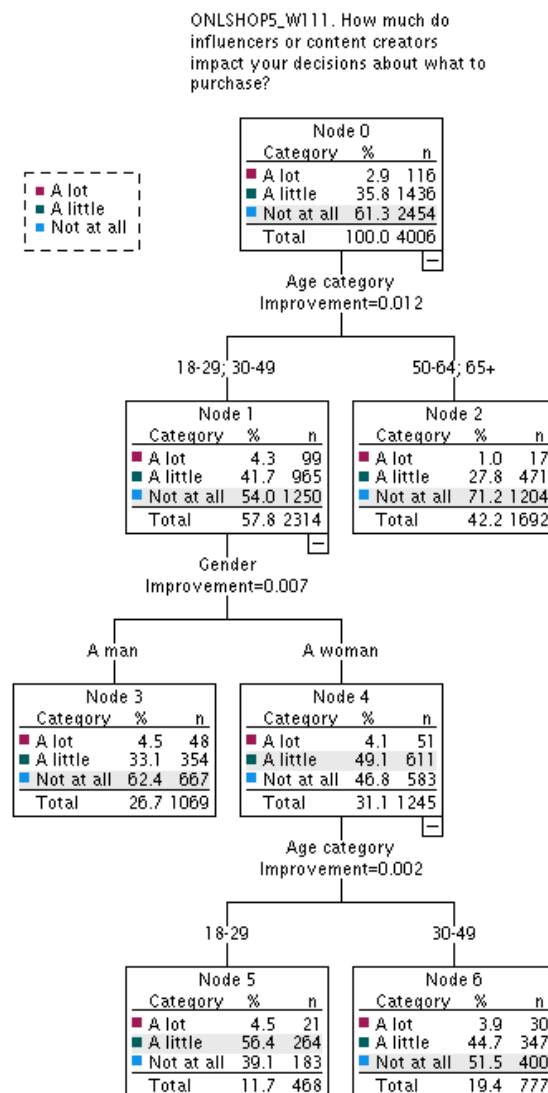 ONLSHOP5_W111. How much do
influencers or content creators
impact your decisions about what to
purchase?
A lot
A little
Not at all
Node 0
Category % n
A lot 2.9 116
A little 35.8 1436
Not at all 61.3 2454
Total 100.0 4006
Age category
Improvement=0.012
18-29; 30-49
50-64; 65+
Node 1
Category % n
A lot 4.3 99
A little 41.7 965
Not at all 54.0 1250
Total 57.8 2314
Node 2
Category % n
A lot 1.0 17
A little 27.8 471
Not at all 71.2 1204
Total 42.2 1692
Gender
Improvement=0.007
A man
A woman
Node 3
Category % n
A lot 4.5 48
A little 33.1 354
Not at all 62.4 667
Total 26.7 1069
Node 4
Category % n
A lot 4.1 51
A little 49.1 611
Not at all 46.8 583
Total 31.1 1245
Age category
Improvement=0.002
18-29
30-49
Node 5
Category % n
A lot 4.5 21
A little 56.4 264
Not at all 39.1 183
Total 11.7 468
Node 6
Category % n
A lot 3.9 30
A little 44.7 347
Not at all 51.5 400
Total 19.4 777